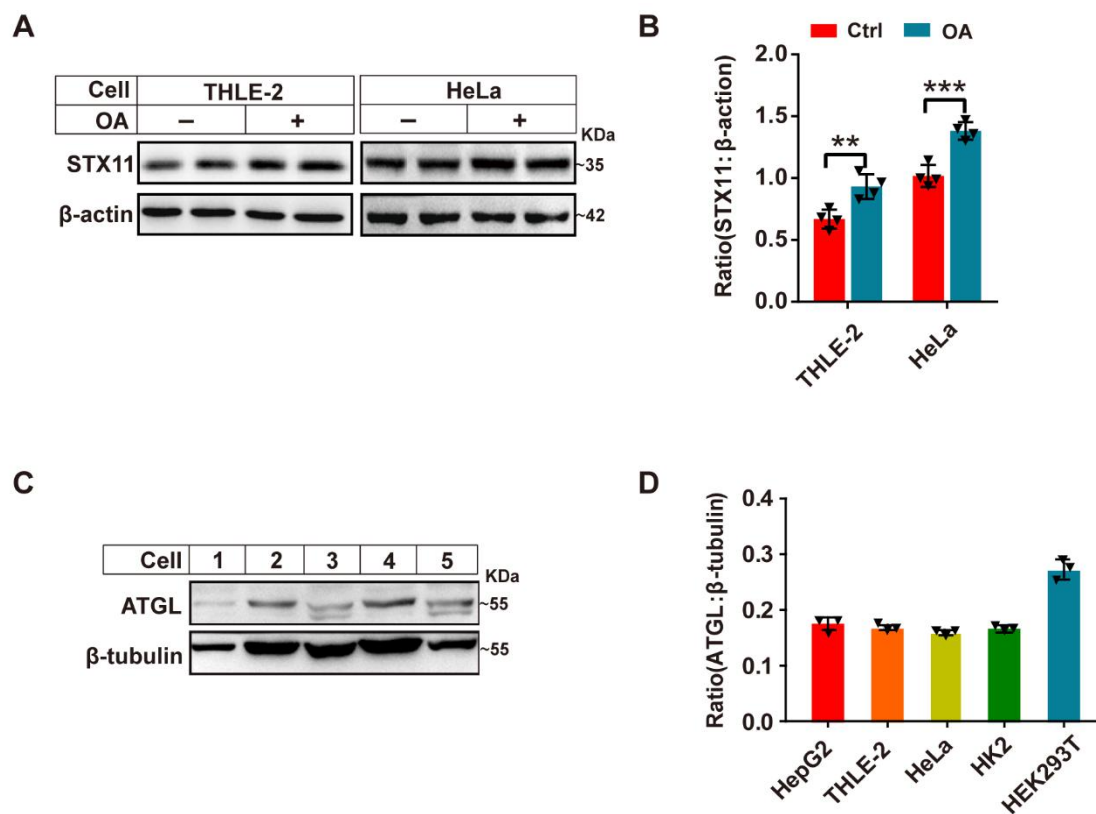 A
Cell THLE-2 HeLa
OA – + – +
KDa
STX11 ~35
β-actin ~42
B
Ctrl OA
Ratio(STX11: β-action)
2.0
1.5
1.0
0.5
0.0
** ***
THLE-2 HeLa
C
Cell 1 2 3 4 5
KDa
ATGL ~55
β-tubulin ~55
D
Ratio(ATGL:β-tubulin)
0.4
0.3
0.2
0.1
0.0
HepG2 THLE-2 HeLa HK2 HEK293T